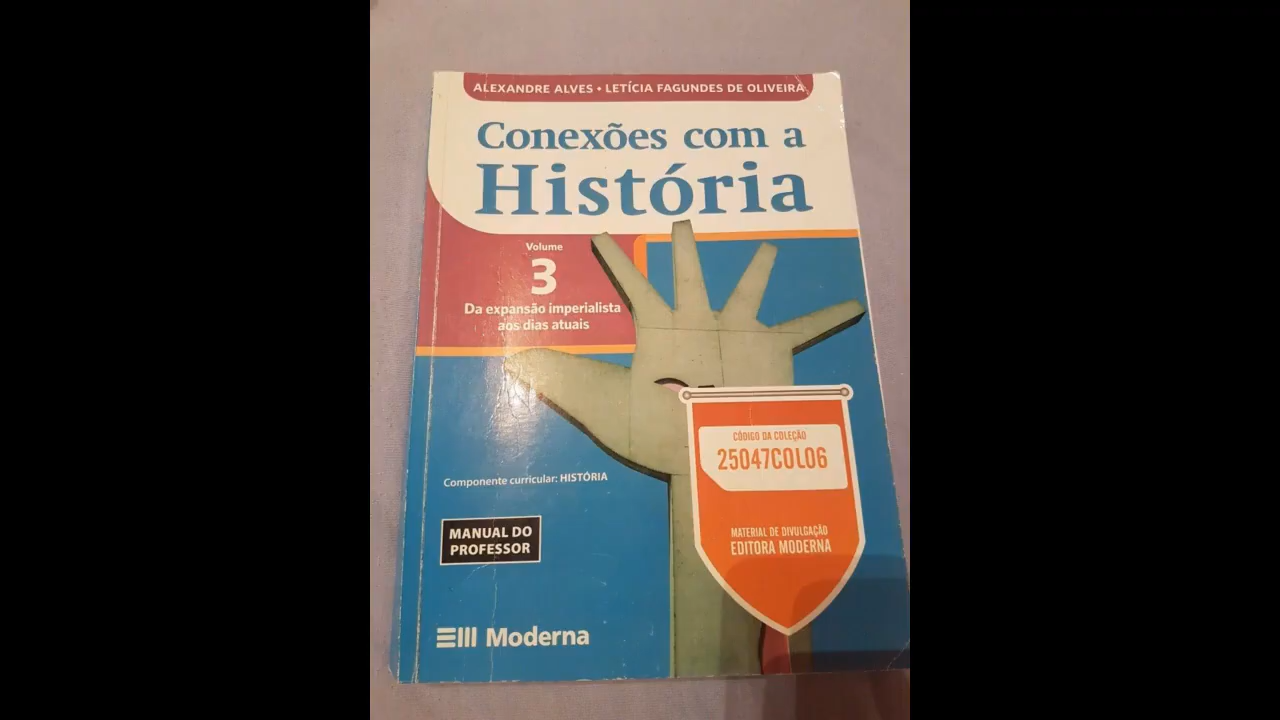 ALEXANDRE ALVES • LETÍCIA FAGUNDES DE OLIVEIRA
Conexões com a
História
Volume
3
Da expansão imperialista
aos dias atuais
CÓDIGO DA COLEÇÃO
25047COL06
Componente curricular: HISTÓRIA
MANUAL DO
PROFESSOR
MATERIAL DE DIVULGAÇÃO
EDITORA MODERNA
Moderna